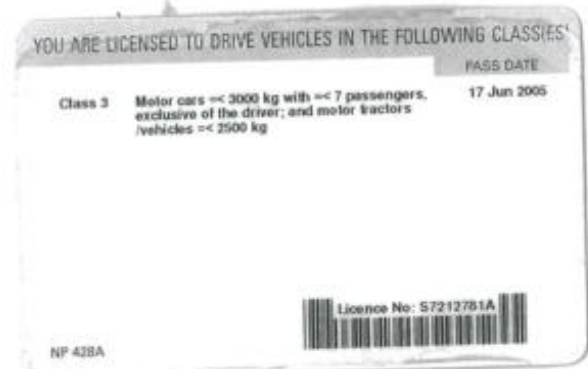 YOU ARE LICENSED TO DRIVE VEHICLES IN THE FOLLOWING CLASS(ES)
PASS DATE
Class 3 Motor cars =< 3000 kg with =< 7 passengers, 17 Jun 2005
exclusive of the driver; and motor tractors
/vehicles =< 2500 kg
Licence No: S7212781A
NP 428A